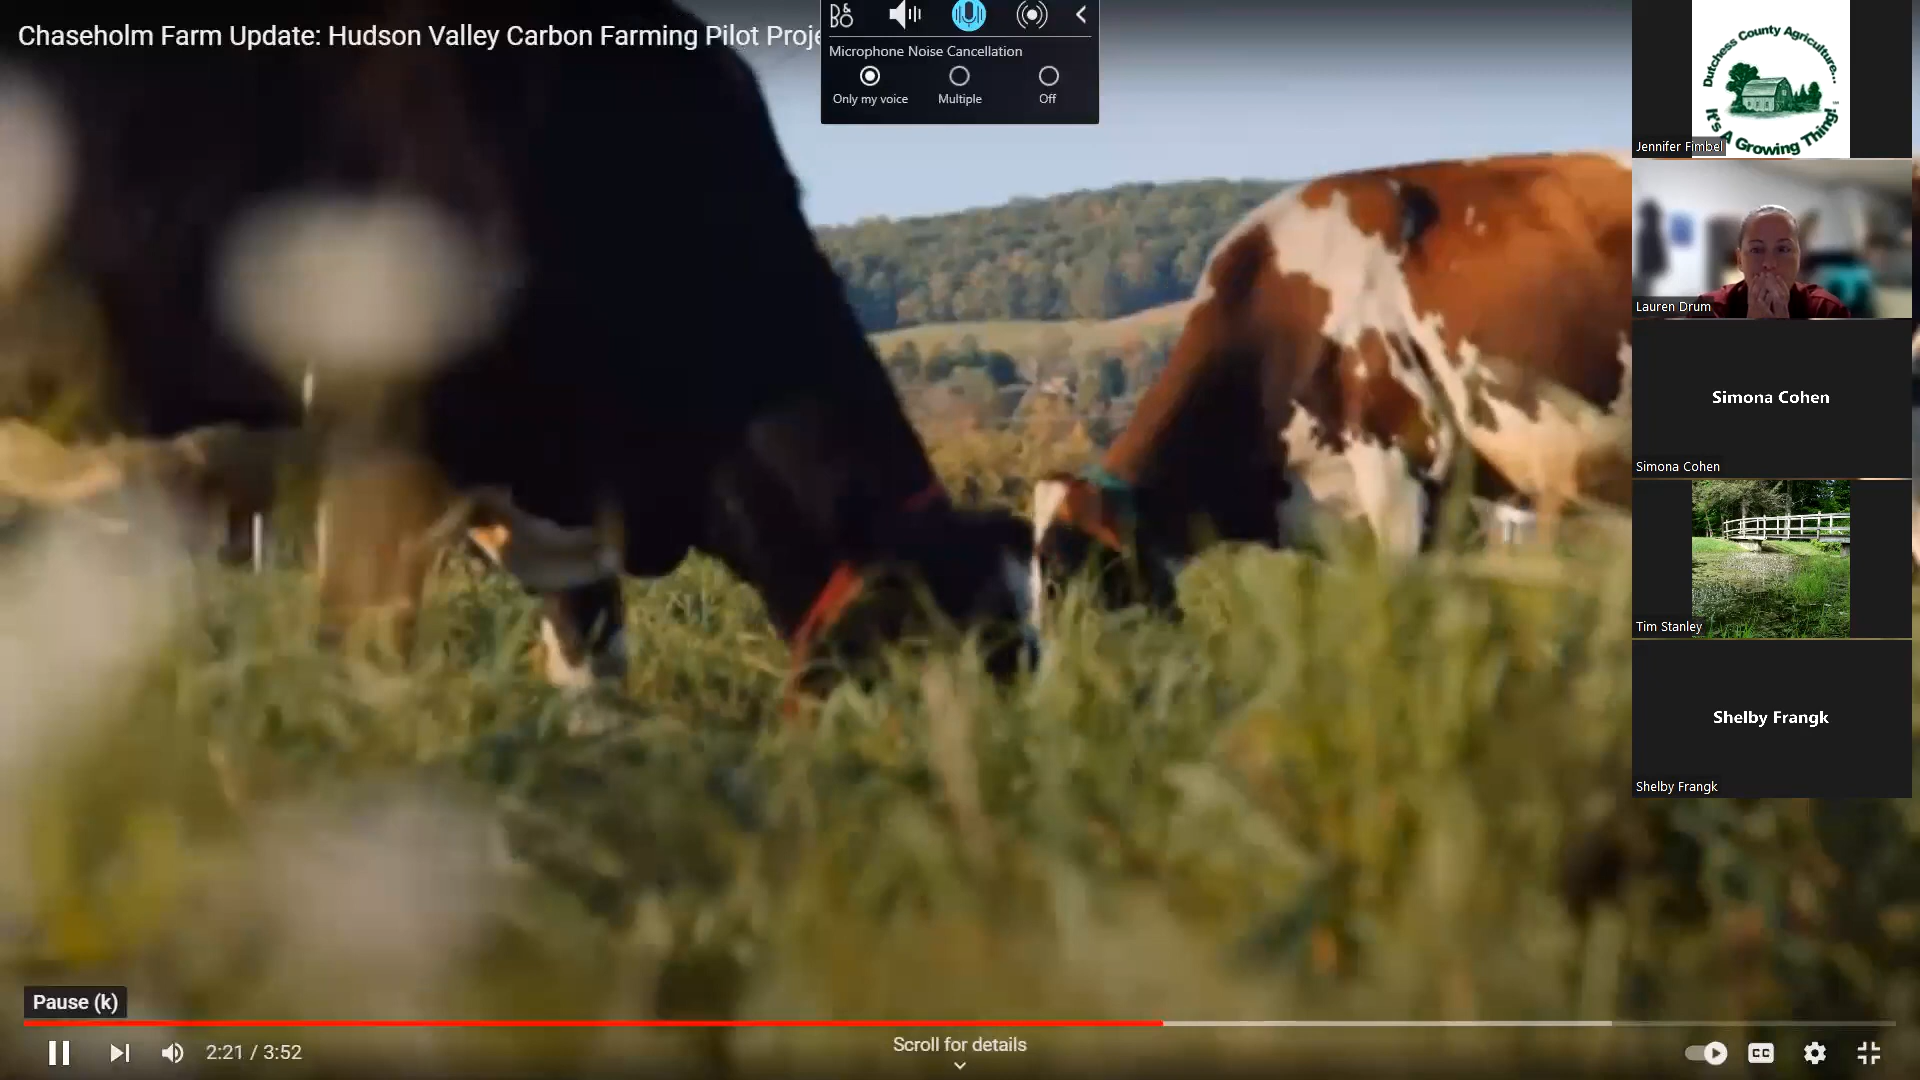 Chaseholm Farm Update: Hudson Valley Carbon Farming Pilot Proje
B&O
Microphone Noise Cancellation
Only my voice
Multiple
Off
Dutchess County Agriculture...
It's A Growing Thing!
Jennifer Fimbel
Lauren Drum
Simona Cohen
Simona Cohen
Tim Stanley
Shelby Frangk
Shelby Frangk
Pause (k)
2:21 / 3:52
Scroll for details
CC